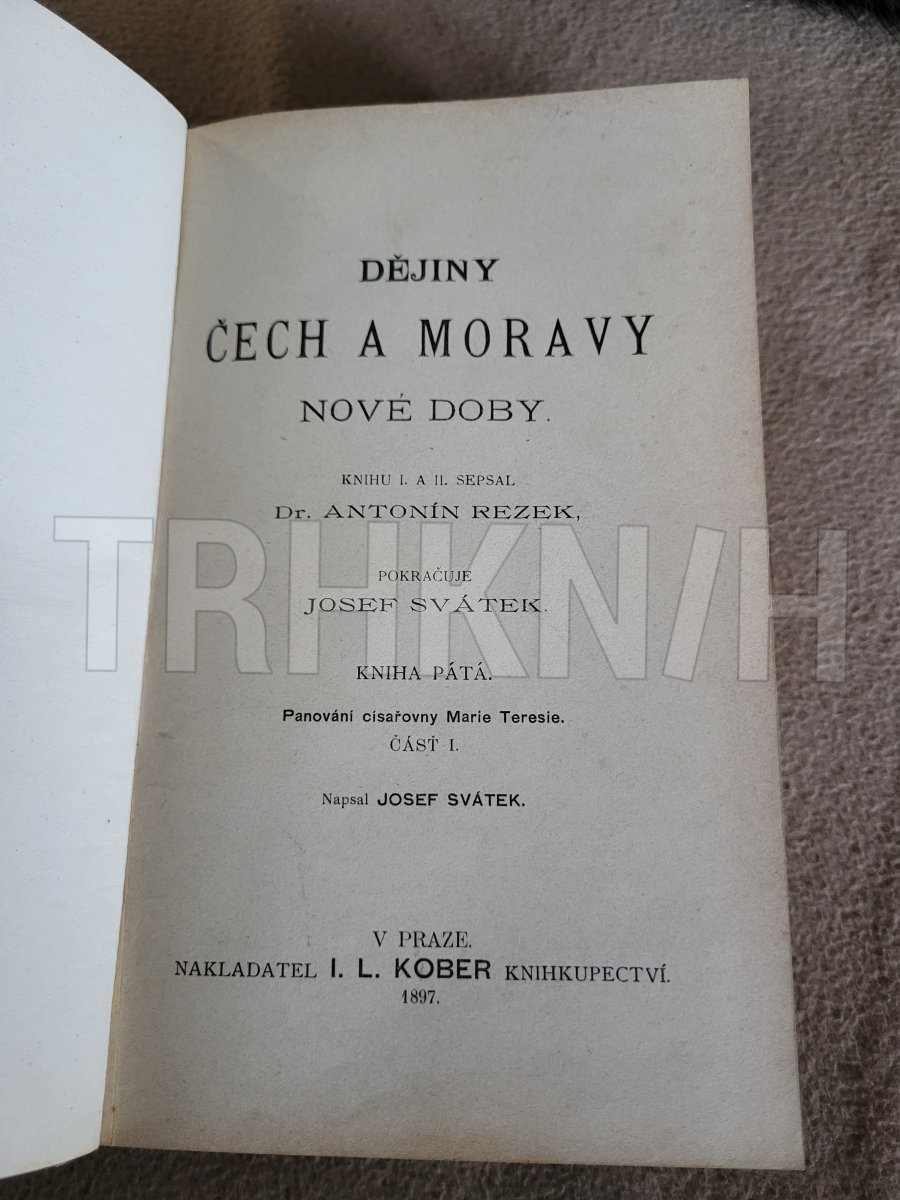 DĚJINY
ČECH A MORAVY
NOVÉ DOBY.
KNIHU I. A II. SEPSAL
Dr. ANTONÍN REZEK,
TRHKNIH
POKRAČUJE
JOSEF SVÁTEK.
KNIHA PÁTÁ.
Panování císařovny Marie Teresie.
ČÁSŤ I.
Napsal JOSEF SVÁTEK.
V PRAZE.
NAKLADATEL I. L. KOBER KNIHKUPECTVÍ.
1897.